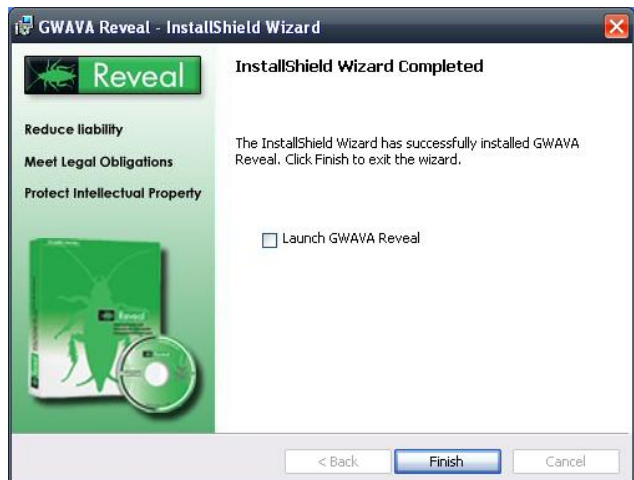 GWAVA Reveal - InstallShield Wizard
Reveal
Reduce liability
Meet Legal Obligations
Protect Intellectual Property
InstallShield Wizard Completed
The InstallShield Wizard has successfully installed GWAVA
Reveal. Click Finish to exit the wizard.
Launch GWAVA Reveal
Reveal
< Back
Finish
Cancel